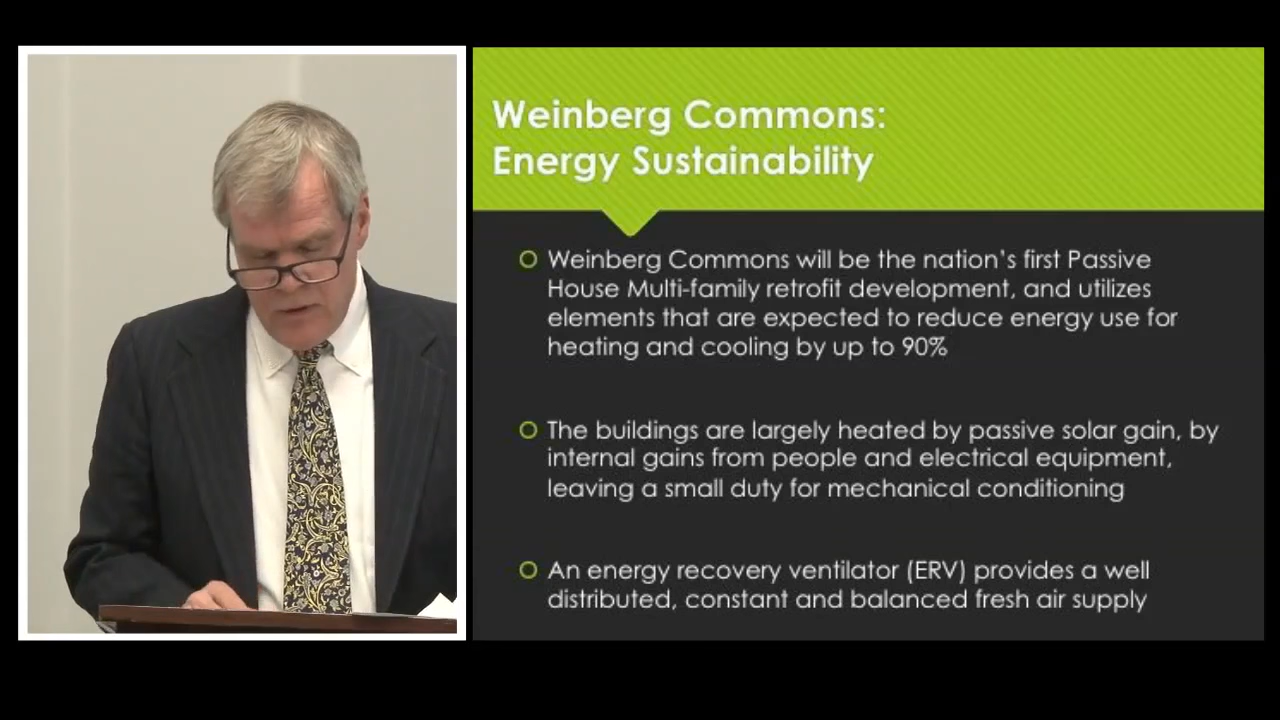 Weinberg Commons:
Energy Sustainability
Weinberg Commons will be the nation's first Passive
House Multi-family retrofit development, and utilizes
elements that are expected to reduce energy use for
heating and cooling by up to 90%
The buildings are largely heated by passive solar gain, by
internal gains from people and electrical equipment,
leaving a small duty for mechanical conditioning
An energy recovery ventilator (ERV) provides a well
distributed, constant and balanced fresh air supply